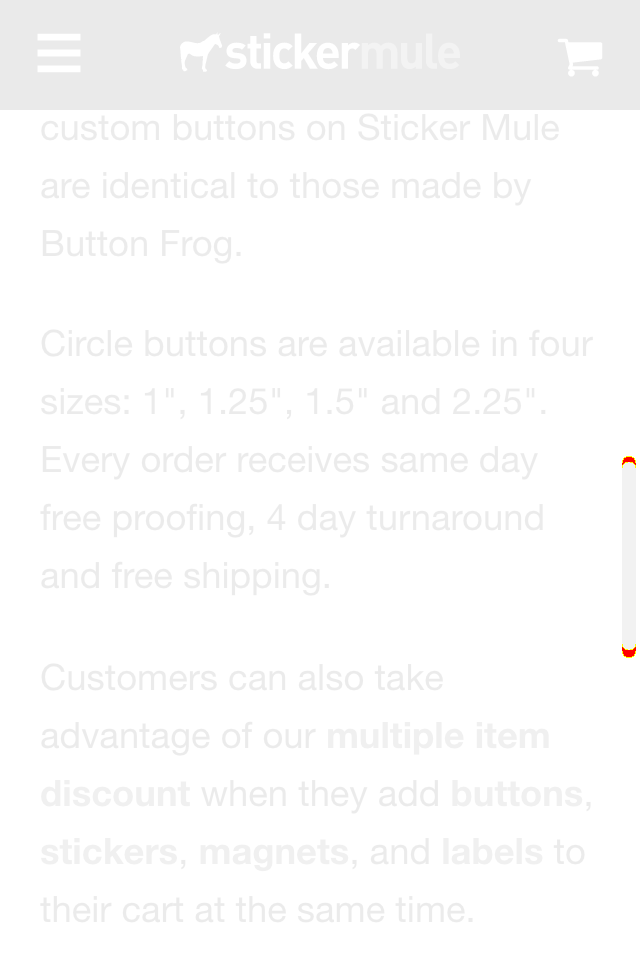 stickermule
custom buttons on Sticker Mule
are identical to those made by
Button Frog.
Circle buttons are available in four
sizes: 1", 1.25", 1.5" and 2.25".
Every order receives same day
free proofing, 4 day turnaround
and free shipping.
Customers can also take
advantage of our multiple item
discount when they add buttons,
stickers, magnets, and labels to
their cart at the same time.